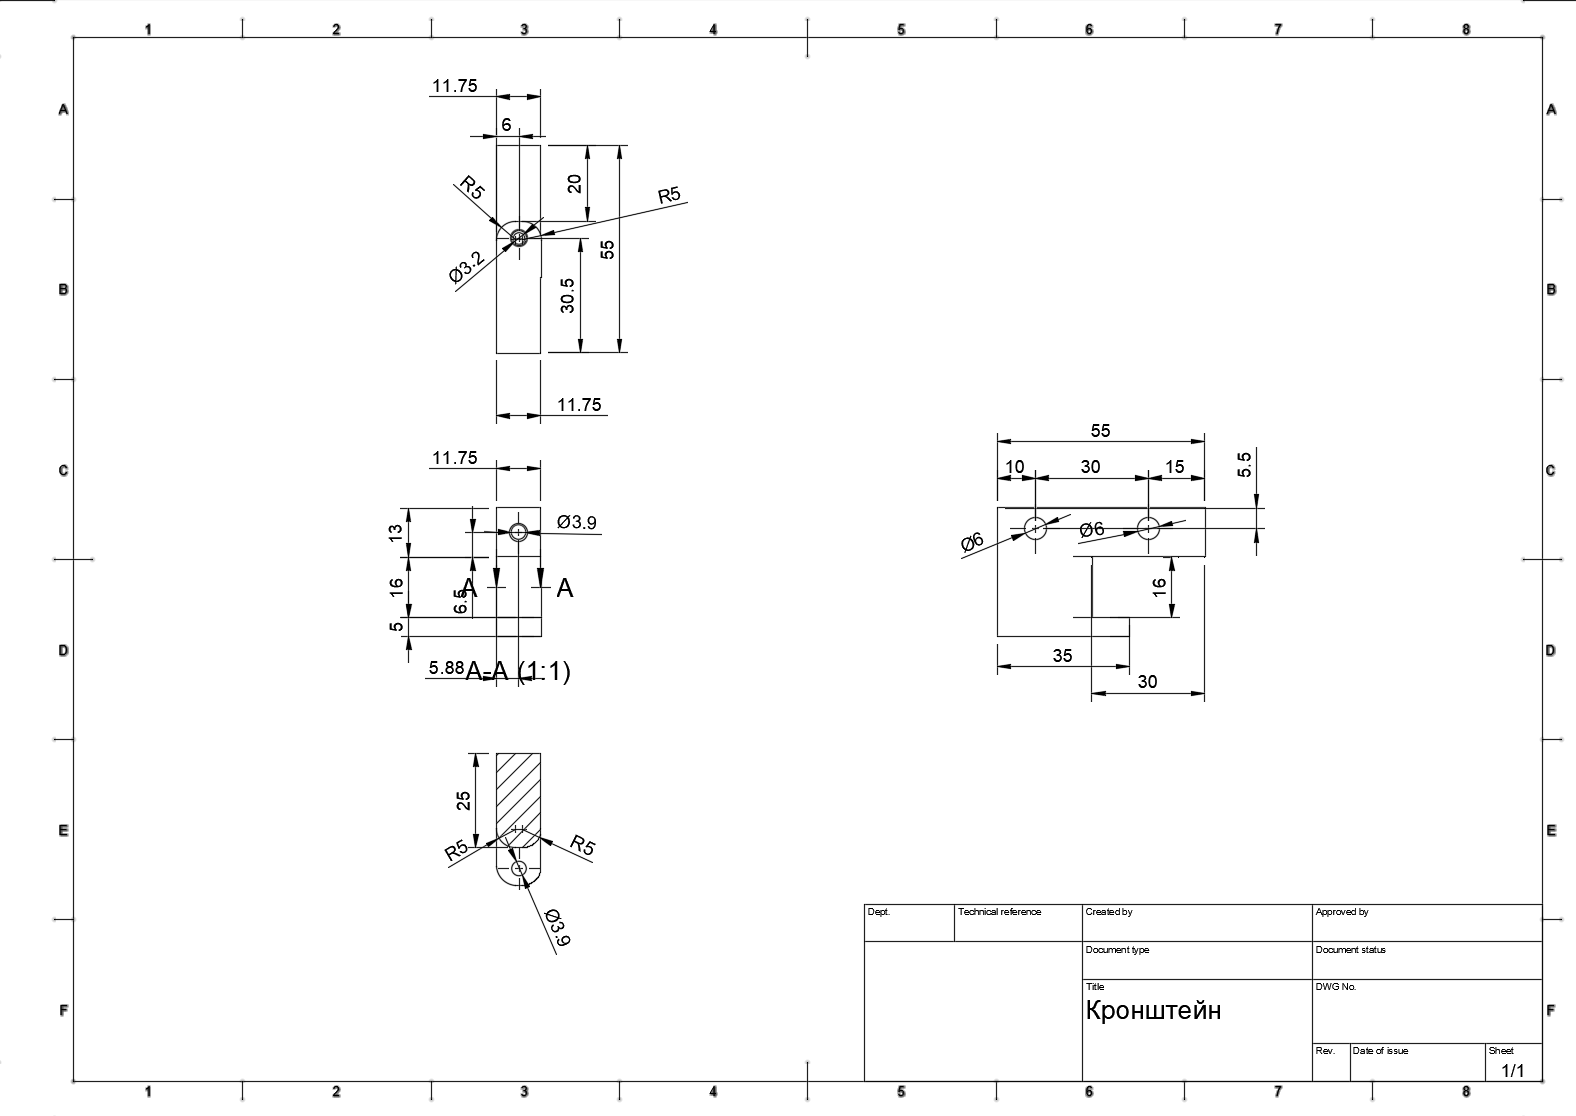 1 2 3 4 5 6 7 8
A A
11.75
6
R5
20
R5
55
Ø3.2
30.5
B B
11.75
C C
11.75
13
Ø3.9
16
6.5
A A
5
5.88
A-A (1:1)
55
10 30 15
5.5
Ø6
Ø6
16
35
30
D D
25
R5
R5
Ø3.9
E E
Dept.
Technical reference
Created by
Approved by
Document type
Document status
Title
Кронштейн
DWG No.
Rev.
Date of issue
Sheet
1/1
F F
1 2 3 4 5 6 7 8